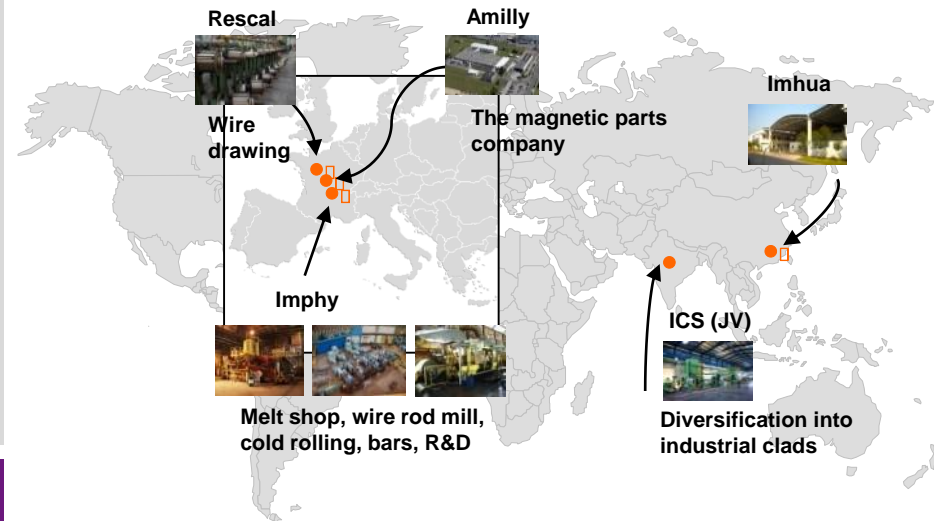 Rescal
Amilly
Imhua
Wire
drawing
The magnetic parts
company
Imphy
ICS (JV)
Melt shop, wire rod mill,
cold rolling, bars, R&D
Diversification into
industrial clads